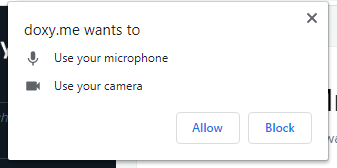 doxy.me wants to
Use your microphone
Use your camera
Allow
Block